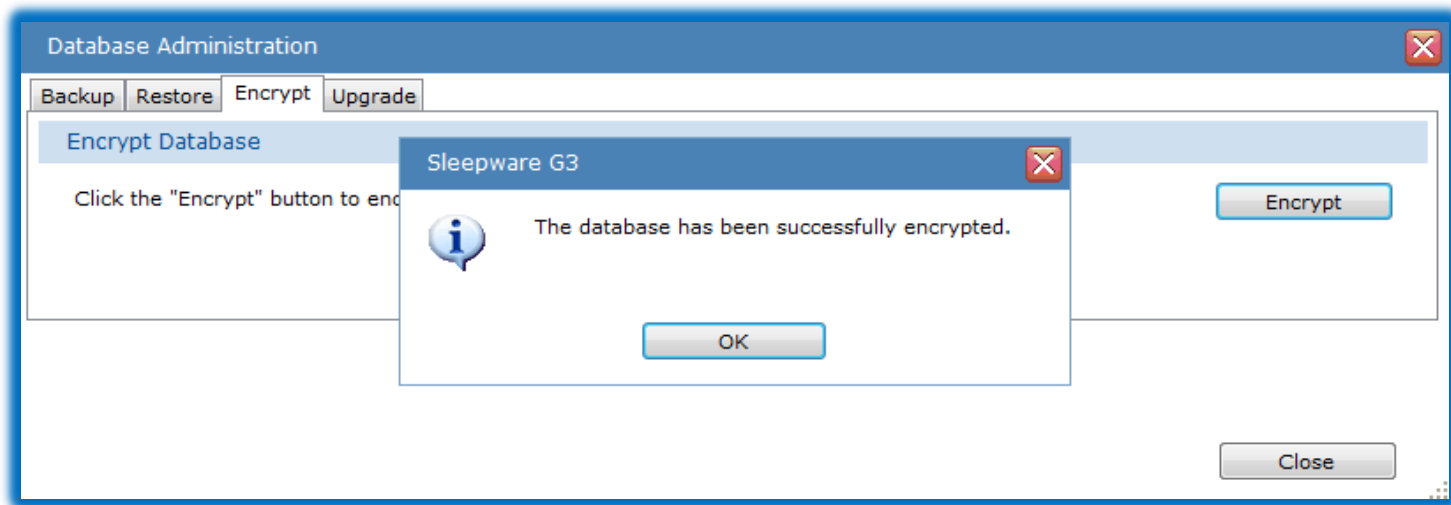 Database Administration
Backup Restore Encrypt Upgrade
Encrypt Database
Sleepware G3
Click the "Encrypt" button to
Encrypt
The database has been successfully encrypted.
OK
Close